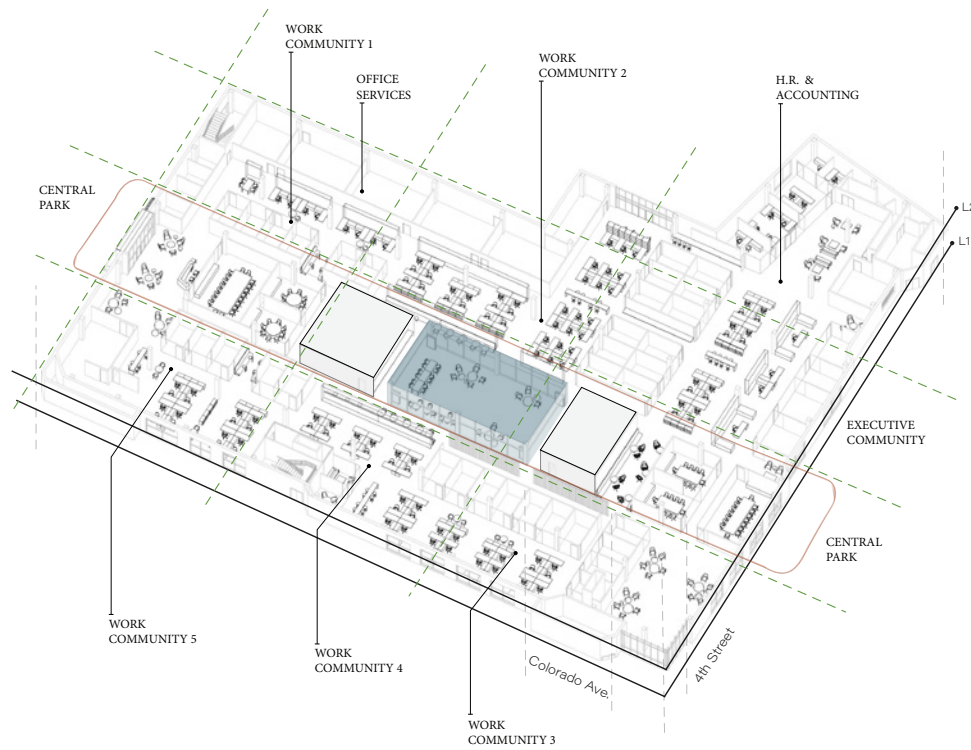 WORK
COMMUNITY 1
OFFICE
SERVICES
WORK
COMMUNITY 2
H.R. &
ACCOUNTING
CENTRAL
PARK
L2
L1
EXECUTIVE
COMMUNITY
CENTRAL
PARK
WORK
COMMUNITY 5
WORK
COMMUNITY 4
Colorado Ave.
4th Street
WORK
COMMUNITY 3